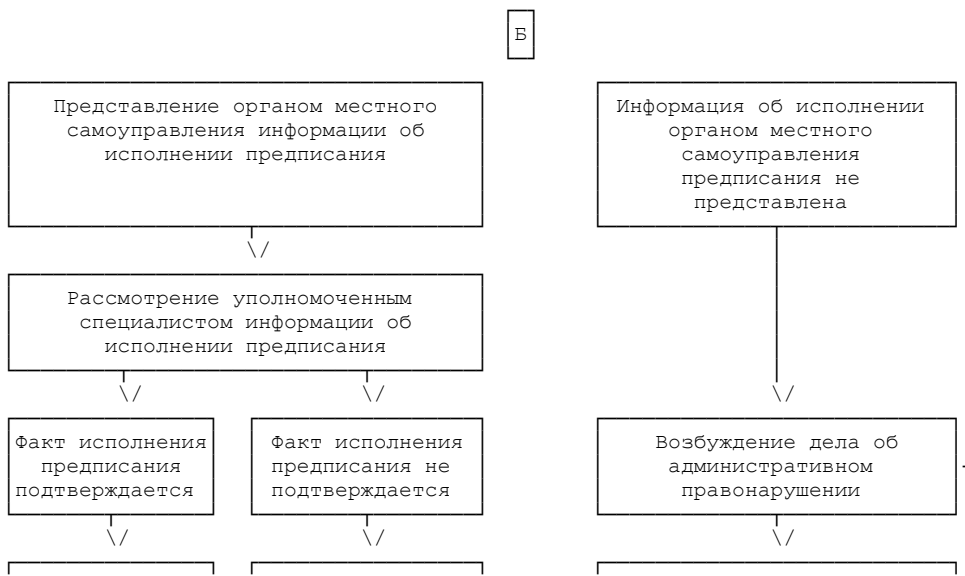 Б
Представление органом местного
самоуправления информации об
исполнении предписания
Информация об исполнении
органом местного
самоуправления
предписания не
представлена
Рассмотрение уполномоченным
специалистом информации об
исполнении предписания
Факт исполнения
предписания
подтверждается
Факт исполнения
предписания не
подтверждается
Возбуждение дела об
административном
правонарушении